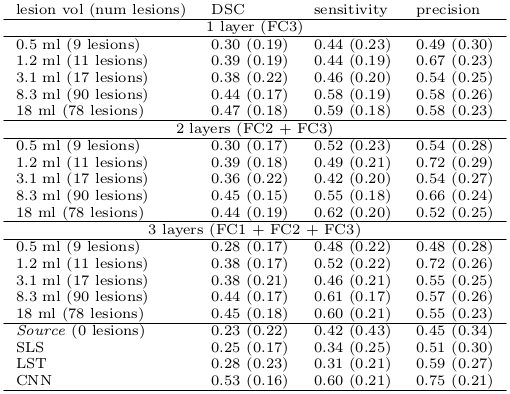 lesion vol (num lesions) DSC sensitivity precision
1 layer (FC3)
0.5 ml (9 lesions) 0.30 (0.19) 0.44 (0.23) 0.49 (0.30)
1.2 ml (11 lesions) 0.39 (0.19) 0.44 (0.19) 0.67 (0.23)
3.1 ml (17 lesions) 0.38 (0.22) 0.46 (0.20) 0.54 (0.25)
8.3 ml (90 lesions) 0.44 (0.17) 0.58 (0.19) 0.58 (0.26)
18 ml (78 lesions) 0.47 (0.18) 0.59 (0.18) 0.58 (0.23)
2 layers (FC2 + FC3)
0.5 ml (9 lesions) 0.30 (0.17) 0.52 (0.23) 0.54 (0.28)
1.2 ml (11 lesions) 0.39 (0.18) 0.49 (0.21) 0.72 (0.29)
3.1 ml (17 lesions) 0.36 (0.22) 0.42 (0.20) 0.54 (0.27)
8.3 ml (90 lesions) 0.45 (0.15) 0.55 (0.18) 0.66 (0.24)
18 ml (78 lesions) 0.44 (0.19) 0.62 (0.20) 0.52 (0.25)
3 layers (FC1 + FC2 + FC3)
0.5 ml (9 lesions) 0.28 (0.17) 0.48 (0.22) 0.48 (0.28)
1.2 ml (11 lesions) 0.38 (0.17) 0.52 (0.22) 0.72 (0.26)
3.1 ml (17 lesions) 0.38 (0.21) 0.46 (0.21) 0.55 (0.25)
8.3 ml (90 lesions) 0.44 (0.17) 0.61 (0.17) 0.57 (0.26)
18 ml (78 lesions) 0.45 (0.18) 0.60 (0.21) 0.55 (0.23)
Source (0 lesions) 0.23 (0.22) 0.42 (0.43) 0.45 (0.34)
SLS 0.25 (0.17) 0.34 (0.25) 0.51 (0.30)
LST 0.28 (0.23) 0.31 (0.21) 0.59 (0.27)
CNN 0.53 (0.16) 0.60 (0.21) 0.75 (0.21)